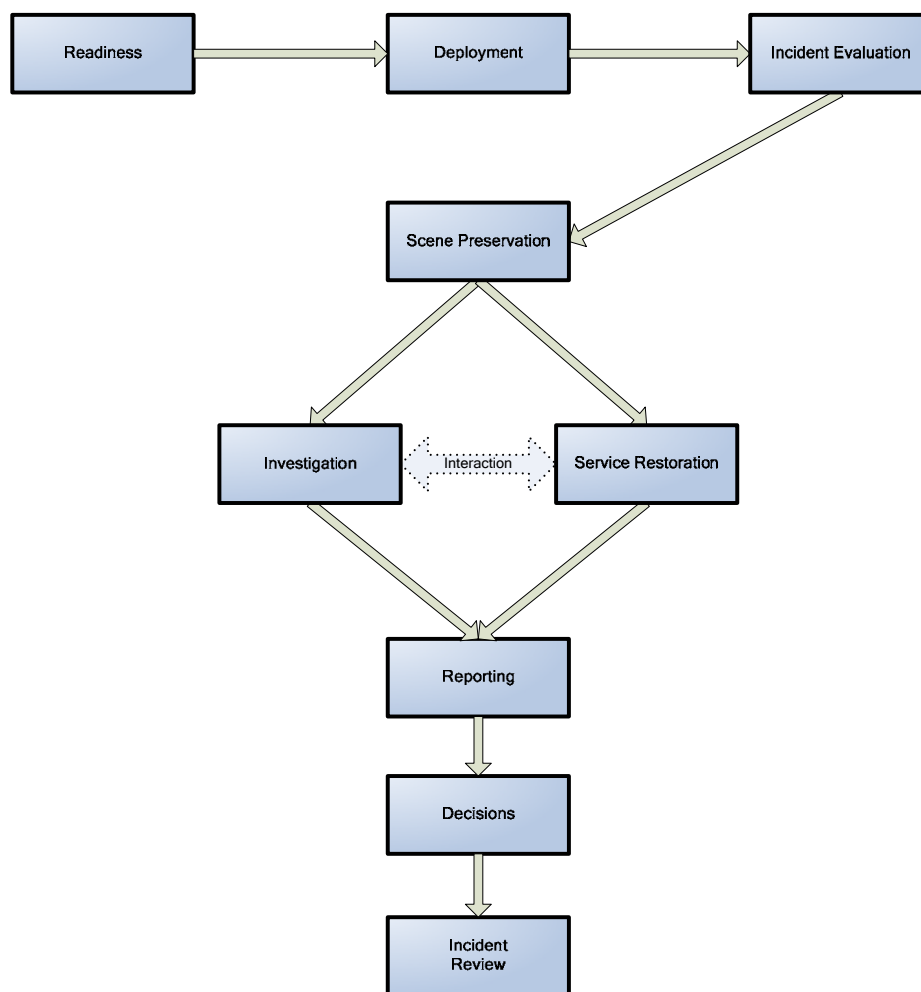 Readiness
Deployment
Incident Evaluation
Scene Preservation
Investigation
Interaction
Service Restoration
Reporting
Decisions
Incident
Review